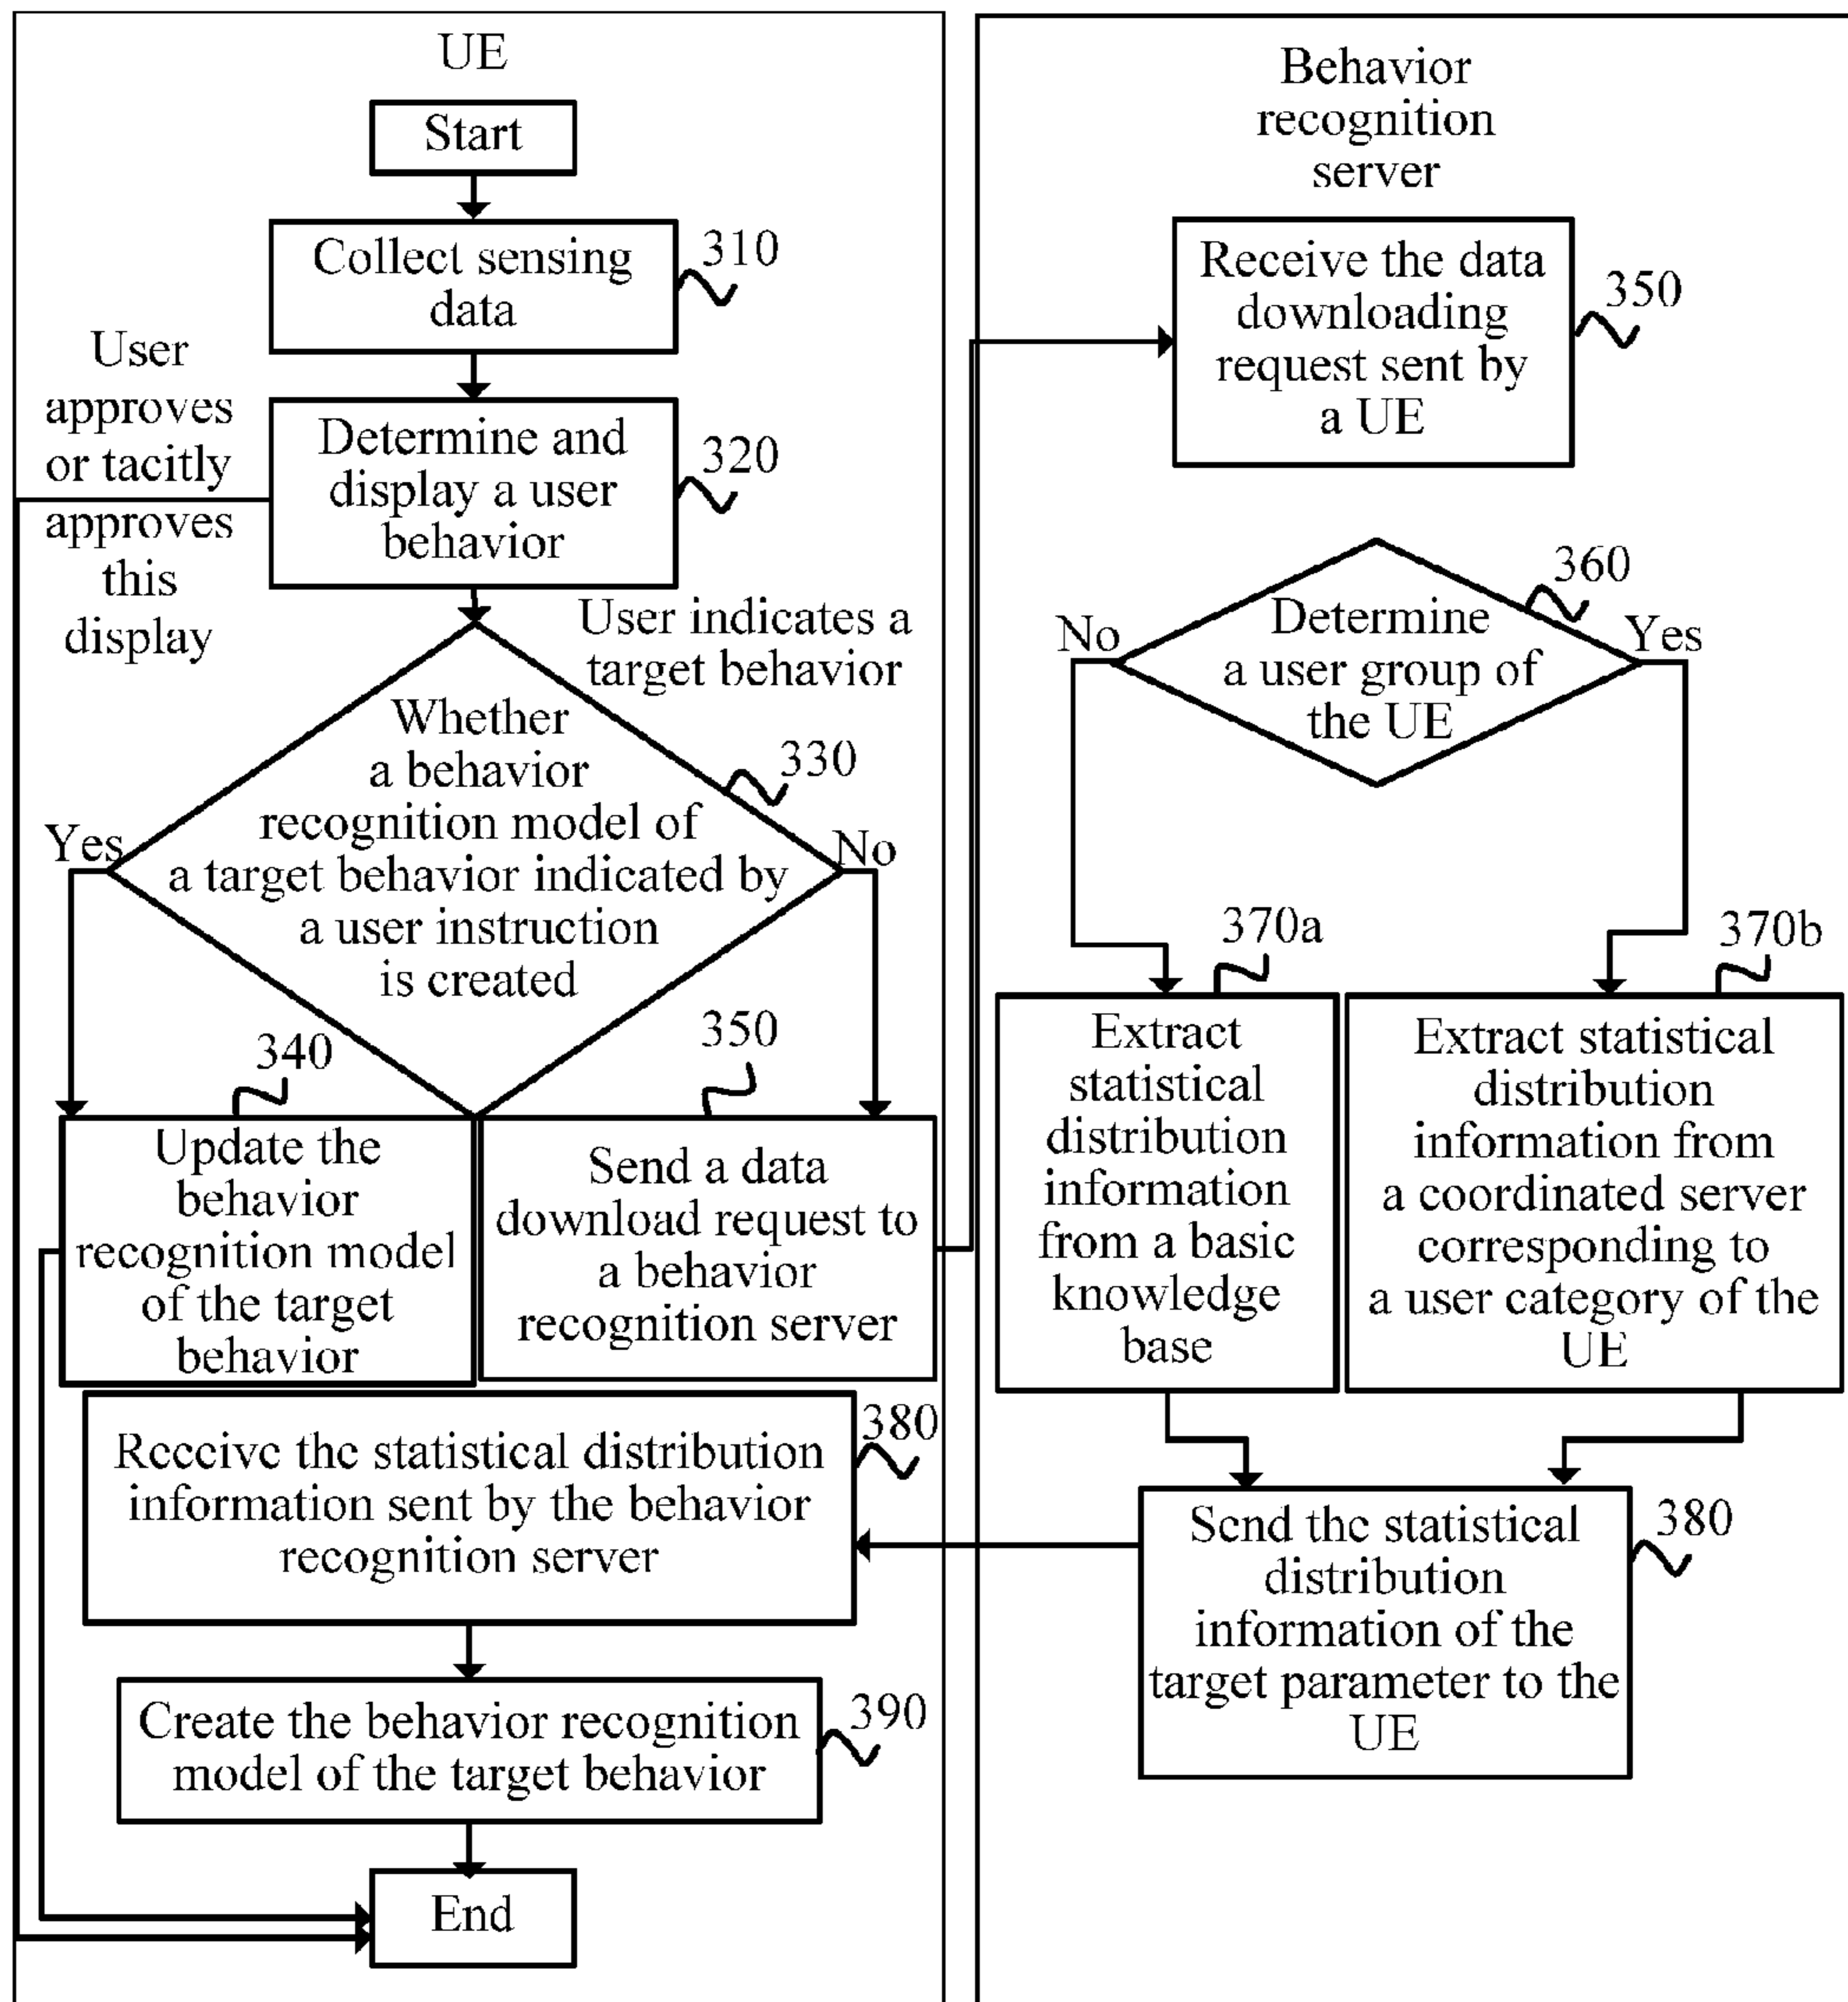 UE
Start
Collect sensing
data
310
User
approves
or tacitly
approves
this
display
Determine and
display a user
behavior
320
User indicates a
target behavior
Whether
a behavior
recognition model of
a target behavior indicated by
a user instruction
is created
330
Yes
No
340
350
Update the
behavior
recognition model
of the target
behavior
Send a data
download request to
a behavior
recognition server
Receive the statistical distribution
information sent by the behavior
recognition server
380
Create the behavior recognition
model of the target behavior
390
End
Behavior
recognition
server
Receive the data
downloading
request sent by
a UE
350
360
No
Determine
a user group of
the UE
Yes
370a
370b
Extract
statistical
distribution
information
from a basic
knowledge
base
Extract statistical
distribution
information from
a coordinated server
corresponding to
a user category of the
UE
Send the statistical
distribution
information of the
target parameter to the
UE
380